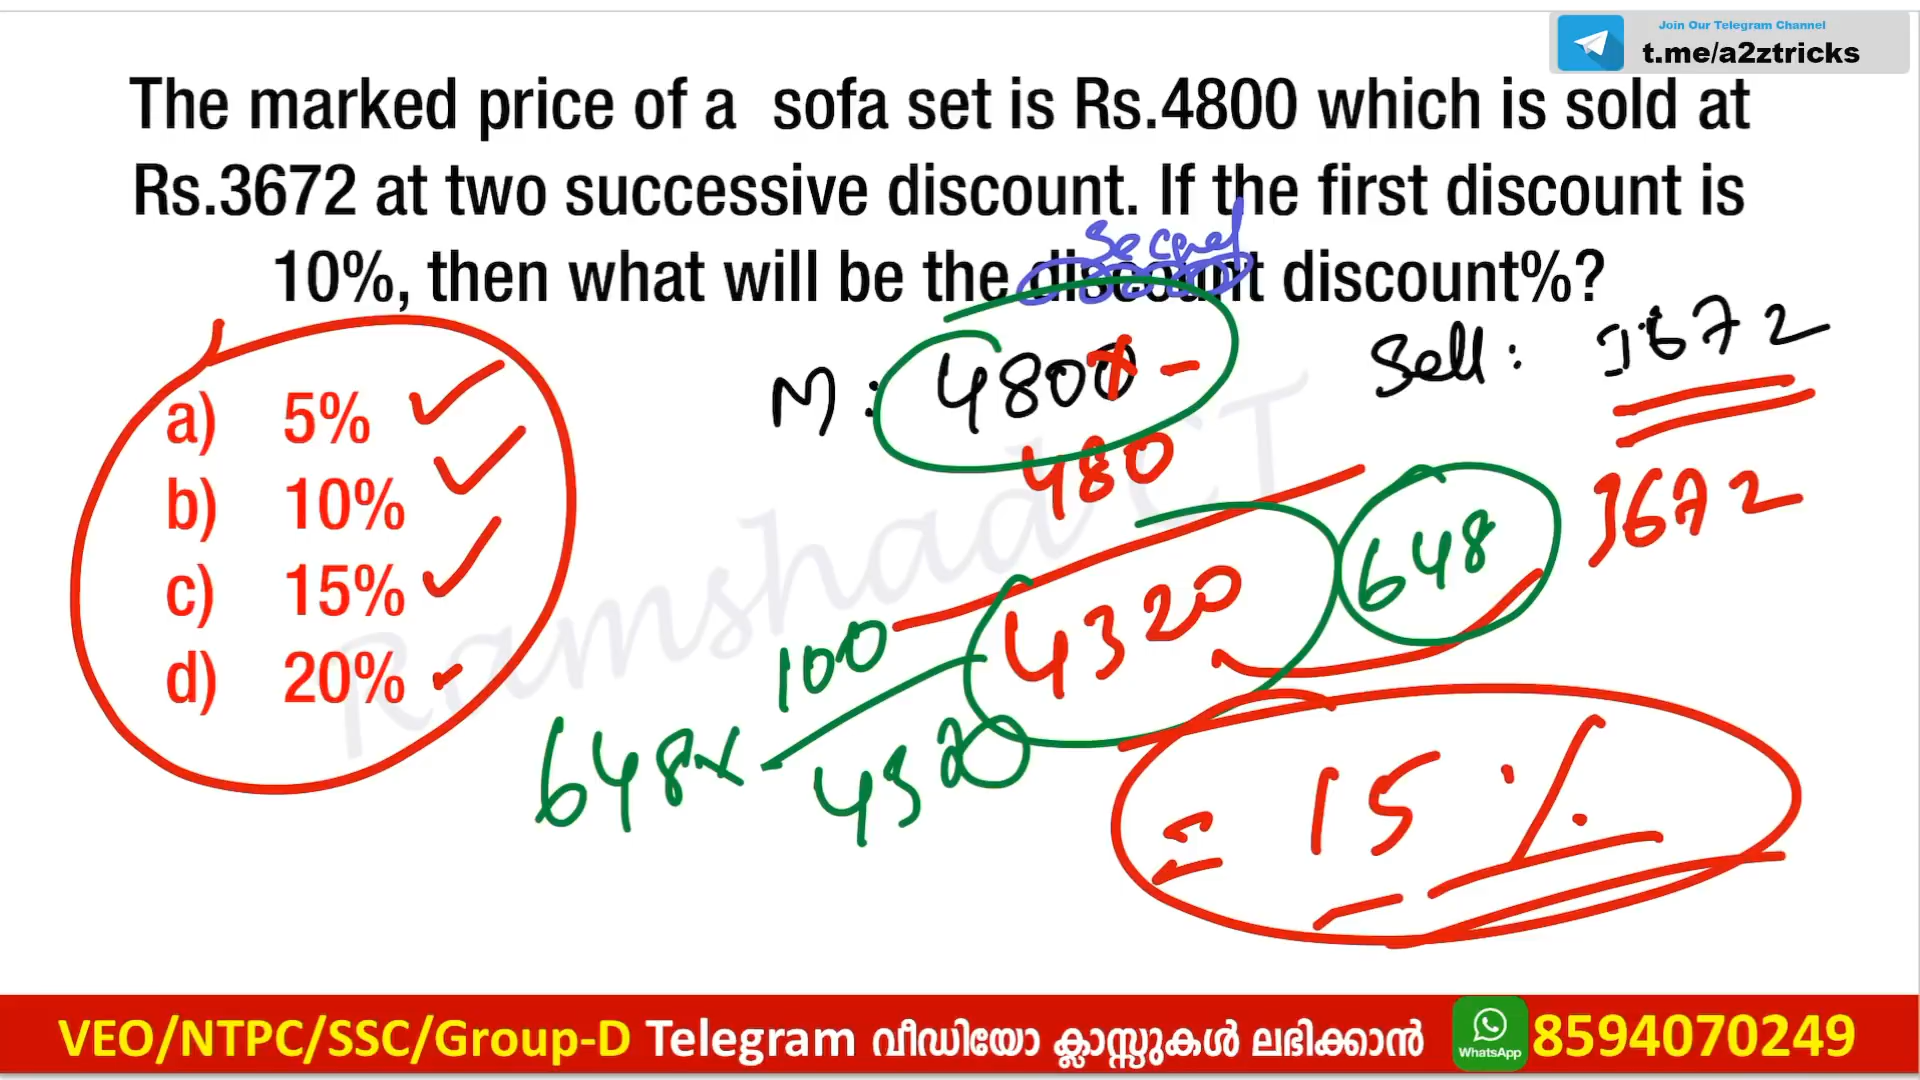 Join Our Telegram Channel
t.me/a2ztricks
The marked price of a sofa set is Rs.4800 which is sold at
Rs.3672 at two successive discount. If the first discount is
10%, then what will be the discount discount%?
second
a) 5%
b) 10%
c) 15%
d) 20%
M : 4800 -
480
4320
Sell : 3672
3672
648
648 × 100
4320
= 15 %
Ramshad CT
VEO/NTPC/SSC/Group-D Telegram വീഡിയോ ക്ലാസ്സുകൾ ലഭിക്കാൻ WhatsApp 8594070249